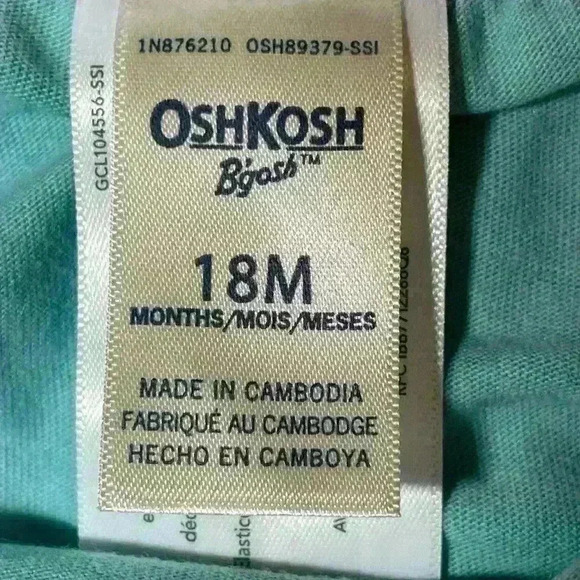 1N876210 OSH89379-SSI
GCL104556-SSI
OSHKOSH
B'gosh™
18M
MONTHS/MOIS/MESES
MADE IN CAMBODIA
FABRIQUÉ AU CAMBODGE
HECHO EN CAMBOYA